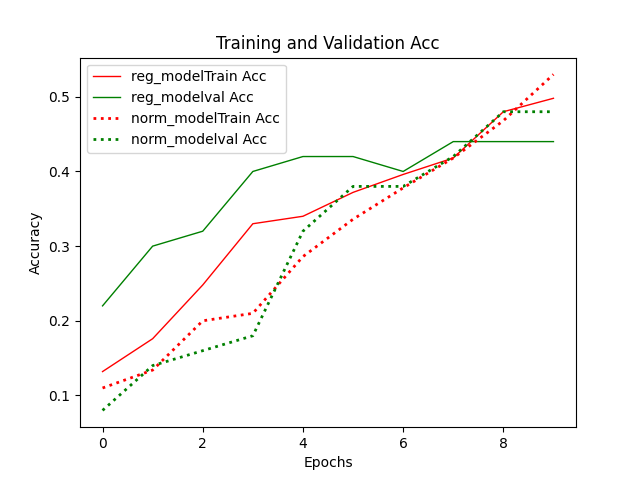 Training and Validation Acc
reg_modelTrain Acc
reg_modelval Acc
norm_modelTrain Acc
norm_modelval Acc
Accuracy
0.5
0.4
0.3
0.2
0.1
0 2 4 6 8
Epochs